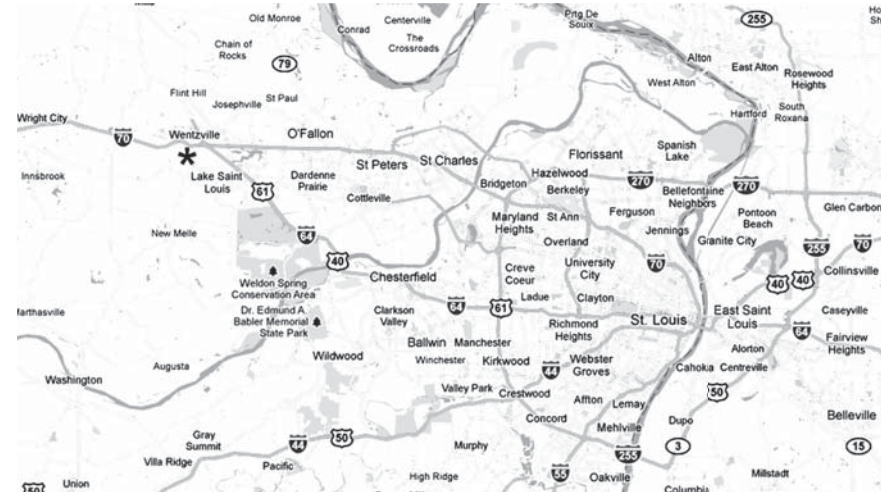 Old Monroe
Conrad
Centerville
The
Crossroads
Prtg De
Souix
255
Chain of
Rocks
79
Alton
East Alton
Rosewood
Heights
West Alton
Flint Hill
Josephville
St Paul
Hartford
South
Roxana
Wright City
70
Wentzville
*
O'Fallon
St Peters
St Charles
Florissant
Spanish
Lake
Innsbrook
Lake Saint
Louis
61
Dardenne
Prairie
Cottleville
Bridgeton
Hazelwood
Berkeley
270
Bellefontaine
Neighbors
270
Maryland
Heights
St Ann
Ferguson
Jennings
Pontoon
Beach
Glen Carbon
New Melle
64
Overland
Granite City
255
70
40
Chesterfield
Creve
Coeur
University
City
70
40
40
Collinsville
Weldon Spring
Conservation Area
Dr. Edmund A.
Babler Memorial
State Park
Marthasville
Clarkson
Valley
64
61
Ladue
Clayton
St. Louis
East Saint
Louis
Caseyville
64
Fairview
Heights
Richmond
Heights
Ballwin
Manchester
Winchester
Kirkwood
Webster
Groves
44
Wildwood
Augusta
Washington
Cahokia
Alorton
Centreville
50
Valley Park
Crestwood
Affton
Lemay
Concord
Mehlville
Dupo
Belleville
Gray
Summit
44
50
Murphy
255
3
15
Villa Ridge
Pacific
High Ridge
55
Oakville
Millstadt
50
Union
Columbia